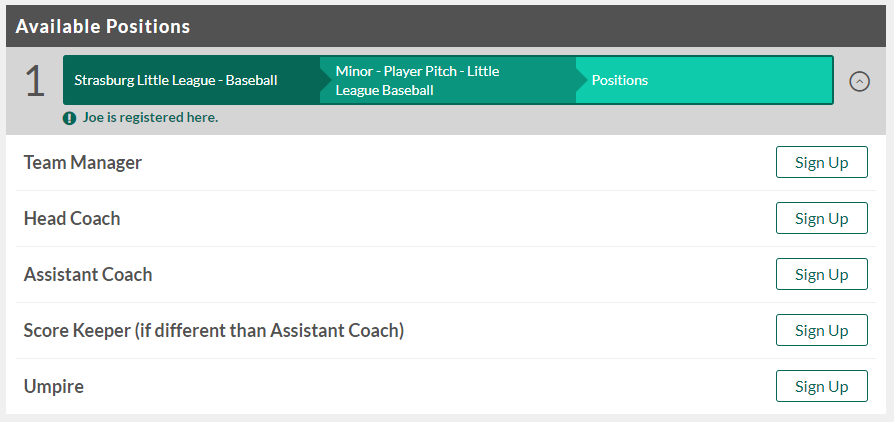 Available Positions
1
Strasburg Little League - Baseball
Minor - Player Pitch - Little
League Baseball
Positions
Joe is registered here.
Team Manager
Sign Up
Head Coach
Sign Up
Assistant Coach
Sign Up
Score Keeper (if different than Assistant Coach)
Sign Up
Umpire
Sign Up